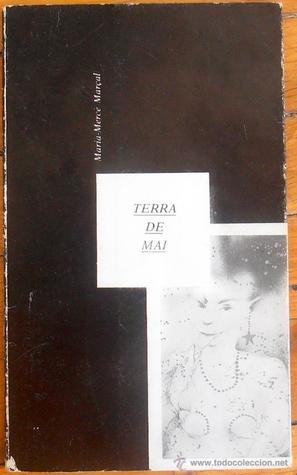 Maria-Mercè Marçal
TERRA
DE
MAI
© www.todocoleccion.net